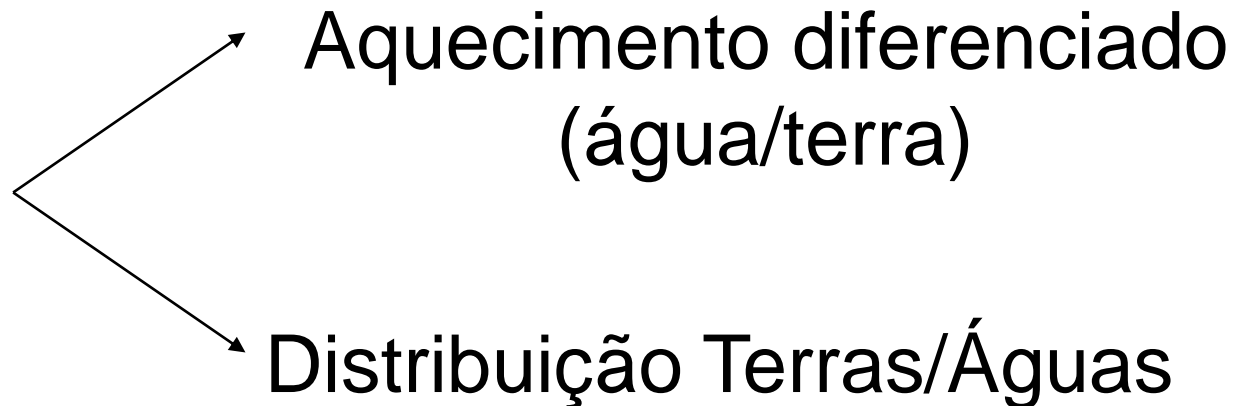 Aquecimento diferenciado
(água/terra)
Distribuição Terras/Águas